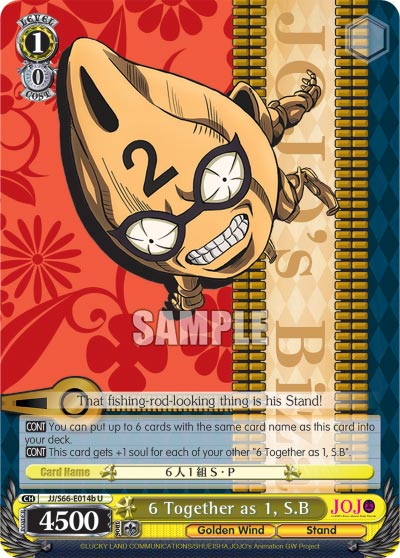 LEVEL
1
0
COST
2
JOJO's Biz
SAMPLE
That fishing-rod-looking thing is his Stand!
CONT You can put up to 6 cards with the same card name as this card into
your deck.
CONT This card gets +1 soul for each of your other "6 Together as 1, S.B".
Card Name 6人1組 S・P
CH JJ/S66-E014b U
4500
6 Together as 1, S.B
JOJO
Golden Wind Stand
©LUCKY LAND COMMUNICATIONS/SHUEISHA,JOJO's Animation GW Project